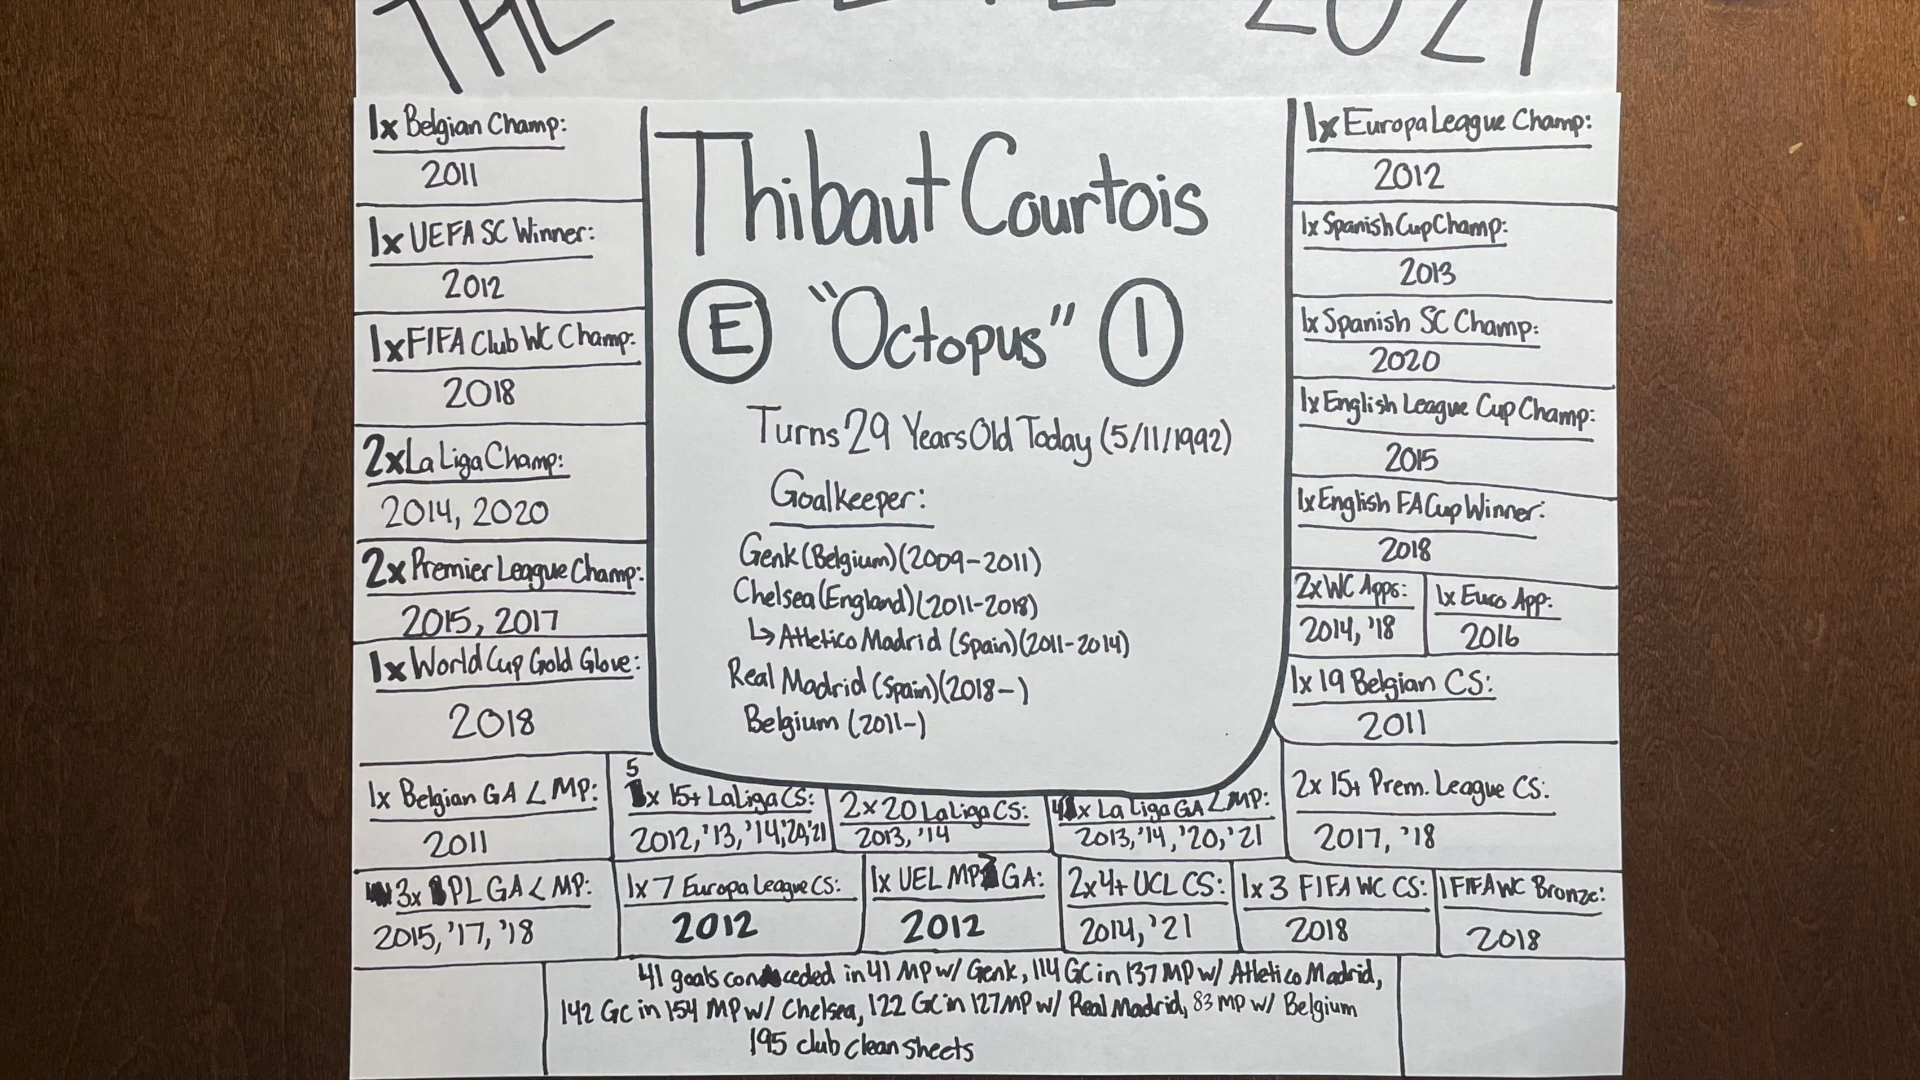 THE 2021
1x Belgian Champ:
2011
1x UEFA SC Winner:
2012
1x FIFA Club WC Champ:
2018
2x La Liga Champ:
2014, 2020
2x Premier League Champ:
2015, 2017
1x World Cup Gold Glove:
2018
Thibaut Courtois
E "Octopus" 1
Turns 29 Years Old Today (5/11/1992)
Goalkeeper:
Genk (Belgium) (2009-2011)
Chelsea (England) (2011-2018)
↳ Atletico Madrid (Spain) (2011-2014)
Real Madrid (Spain) (2018-)
Belgium (2011-)
1x Europa League Champ:
2012
1x Spanish Cup Champ:
2013
1x Spanish SC Champ:
2020
1x English League Cup Champ:
2015
1x English FA Cup Winner:
2018
2x WC Apps:
2014, '18
1x Euro App:
2016
1x 19 Belgian CS:
2011
1x Belgian GA < MP:
2011
5x 15+ La Liga CS:
2012, '13, '14, '20, '21
2x 20 La Liga CS:
2013, '14
4x La Liga GA < MP:
2013, '14, '20, '21
2x 15+ Prem. League CS:
2017, '18
3x PL GA < MP:
2015, '17, '18
1x 7 Europa League CS:
2012
1x UEL MP > GA:
2012
2x 4+ UCL CS:
2014, '21
1x 3 FIFA WC CS:
2018
1 FIFA WC Bronze:
2018
41 goals conceded in 41 MP w/ Genk, 114 GC in 137 MP w/ Atletico Madrid,
142 GC in 154 MP w/ Chelsea, 122 GC in 127 MP w/ Real Madrid, 83 MP w/ Belgium
195 club clean sheets